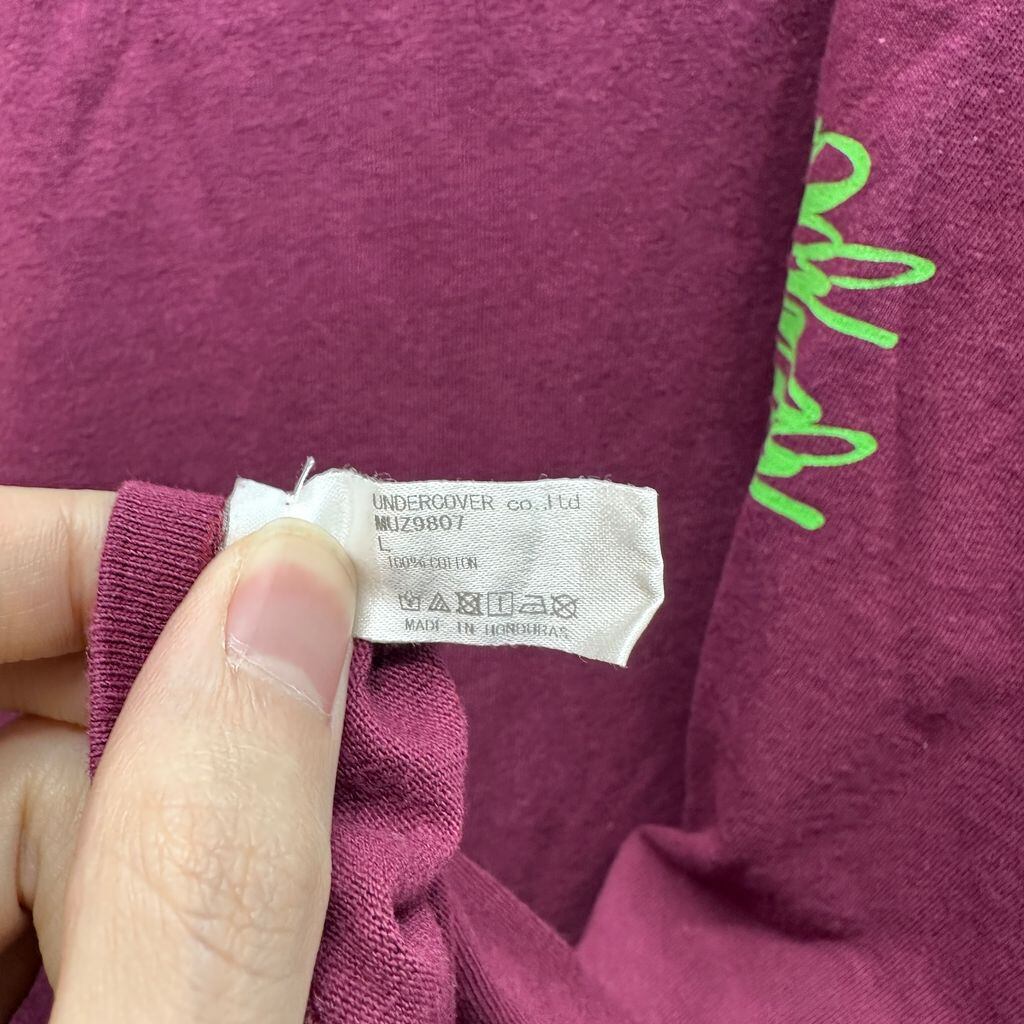 UNDERCOVER co.,ltd
MUZ9807
L
100% COTTON
MADE IN HONDURAS